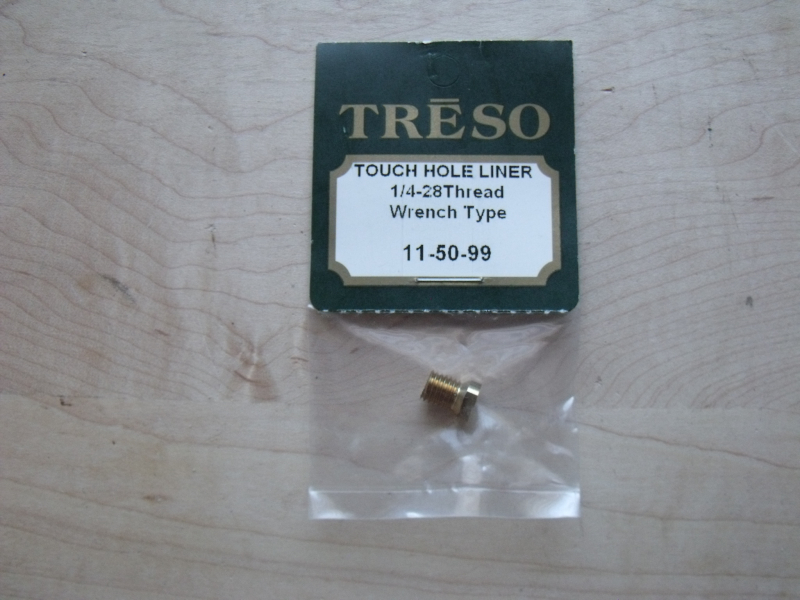 TRĒSO
TOUCH HOLE LINER
1/4-28Thread
Wrench Type
11-50-99